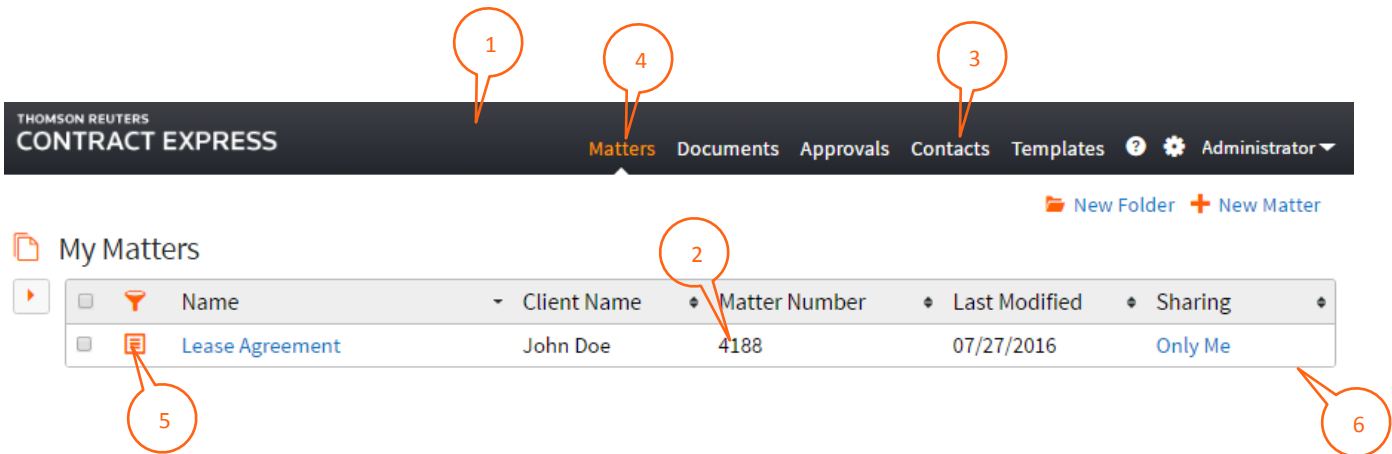 1
4
3
THOMSON REUTERS
CONTRACT EXPRESS
Matters Documents Approvals Contacts Templates ? Administrator
New Folder New Matter
My Matters
2
Name Client Name Matter Number Last Modified Sharing
Lease Agreement John Doe 4188 07/27/2016 Only Me
5
6